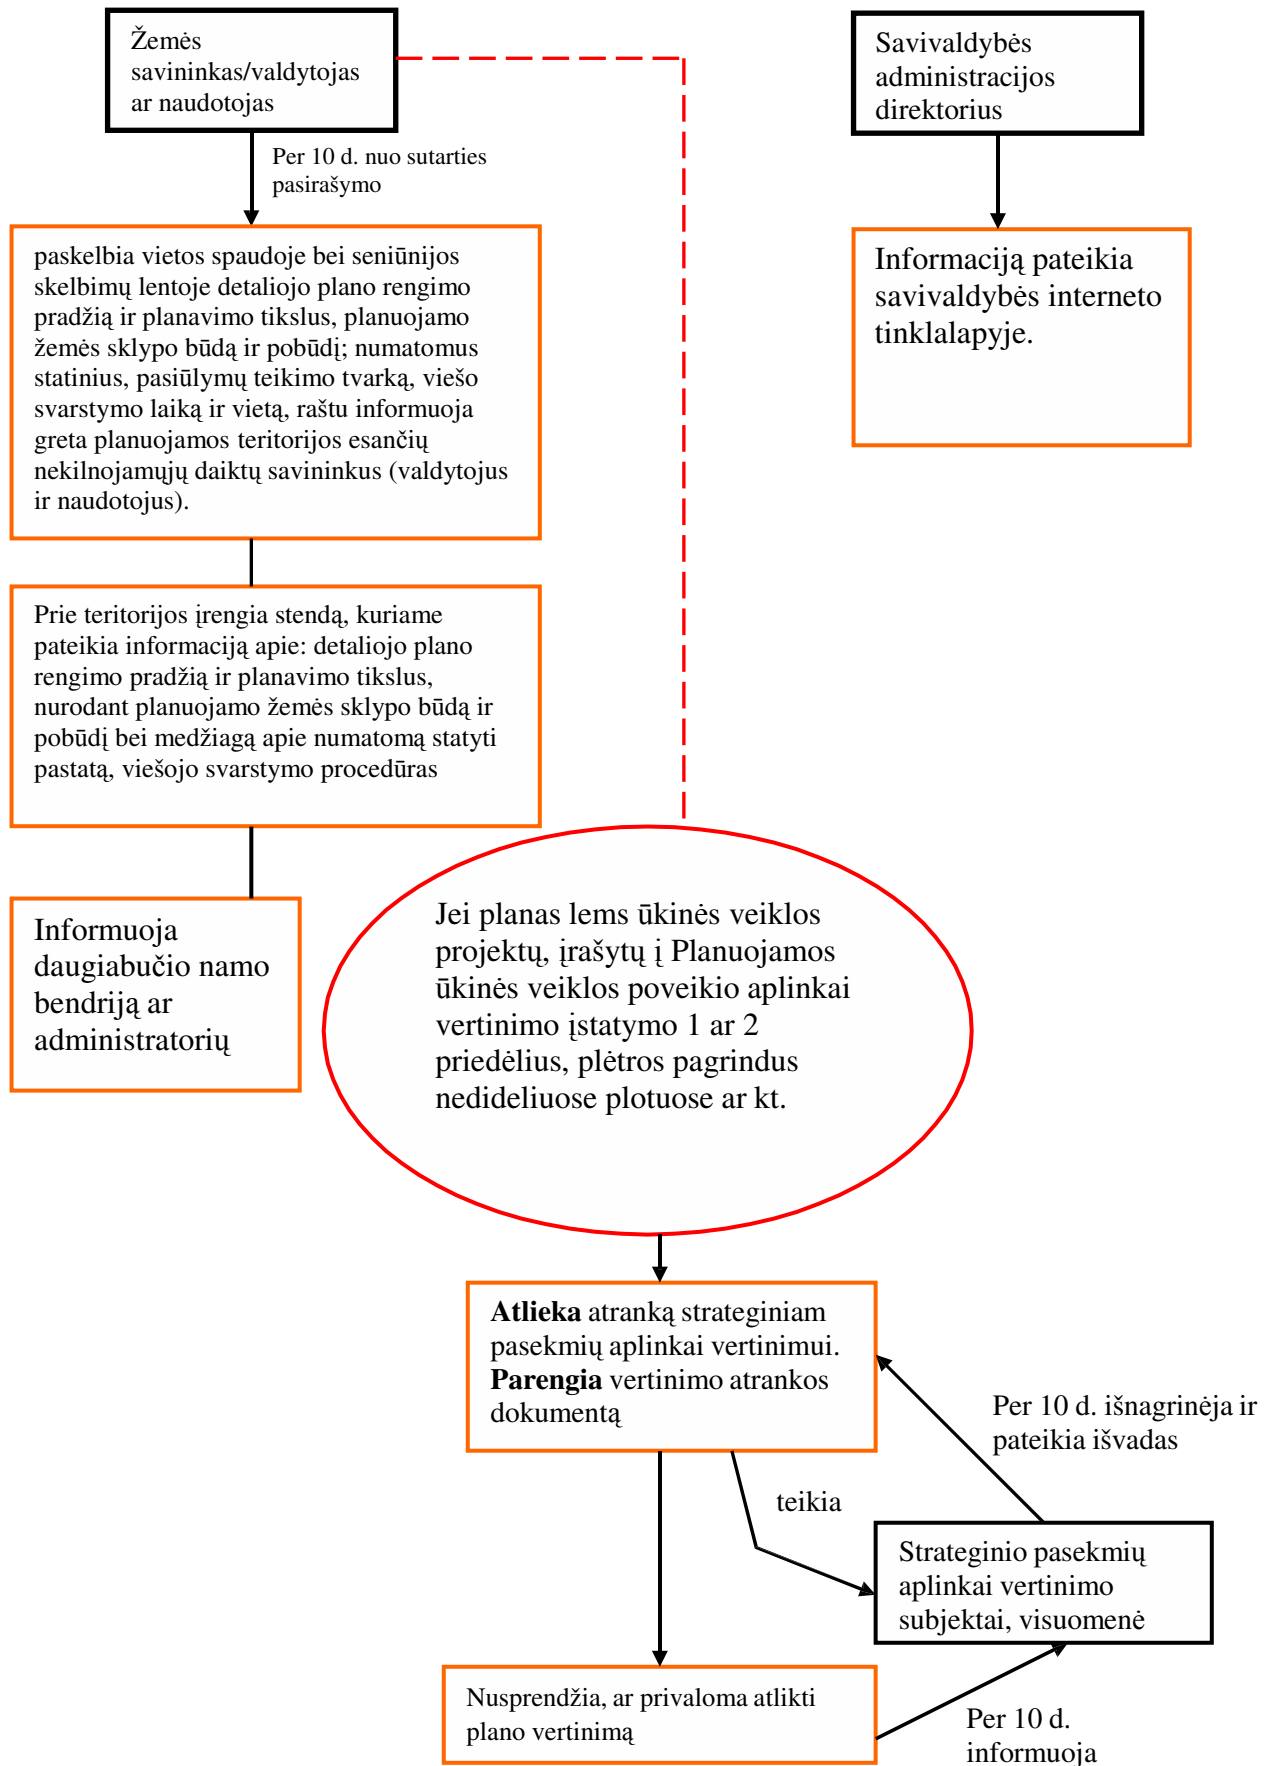 Žemės
savininkas/valdytojas
ar naudotojas
Savivaldybės
administracijos
direktorius
Per 10 d. nuo sutarties
pasirašymo
paskelbia vietos spaudoje bei seniūnijos
skelbimų lentoje detaliojo plano rengimo
pradžią ir planavimo tikslus, planuojamo
žemės sklypo būdą ir pobūdį; numatomus
statinius, pasiūlymų teikimo tvarką, viešo
svarstymo laiką ir vietą, raštu informuoja
greta planuojamos teritorijos esančių
nekilnojamųjų daiktų savininkus (valdytojus
ir naudotojus).
Informaciją pateikia
savivaldybės interneto
tinklalapyje.
Prie teritorijos įrengia stendą, kuriame
pateikia informaciją apie: detaliojo plano
rengimo pradžią ir planavimo tikslus,
nurodant planuojamo žemės sklypo būdą ir
pobūdį bei medžiagą apie numatomą statyti
pastatą, viešojo svarstymo procedūras
Informuoja
daugiabučio namo
bendriją ar
administratorių
Jei planas lems ūkinės veiklos
projektų, įrašytų į Planuojamos
ūkinės veiklos poveikio aplinkai
vertinimo įstatymo 1 ar 2
priedėlius, plėtros pagrindus
nedideliuose plotuose ar kt.
Atlieka atranką strateginiam
pasekmių aplinkai vertinimui.
Parengia vertinimo atrankos
dokumentą
Per 10 d. išnagrinėja ir
pateikia išvadas
teikia
Strateginio pasekmių
aplinkai vertinimo
subjektai, visuomenė
Nusprendžia, ar privaloma atlikti
plano vertinimą
Per 10 d.
informuoja